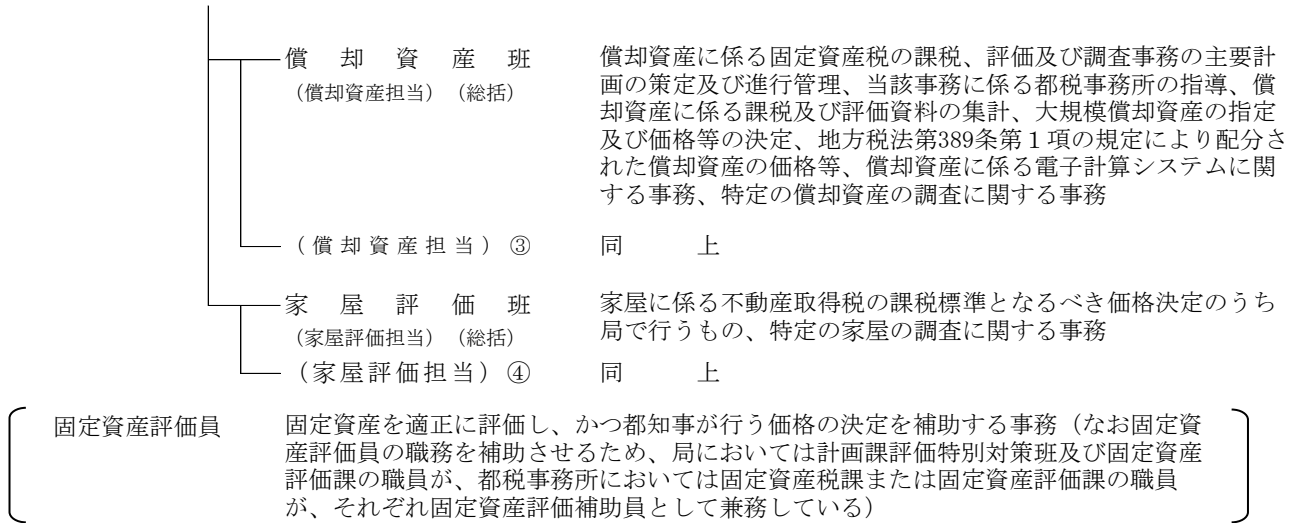 償却資産班 償却資産に係る固定資産税の課税、評価及び調査事務の主要計
(償却資産担当)(総括) 画の策定及び進行管理、当該事務に係る都税事務所の指導、償
却資産に係る課税及び評価資料の集計、大規模償却資産の指定
及び価格等の決定、地方税法第389条第1項の規定により配分さ
れた償却資産の価格等、償却資産に係る電子計算システムに関
する事務、特定の償却資産の調査に関する事務
(償却資産担当)③ 同上
家屋評価班 家屋に係る不動産取得税の課税標準となるべき価格決定のうち
(家屋評価担当)(総括) 局で行うもの、特定の家屋の調査に関する事務
(家屋評価担当)④ 同上
固定資産評価員 固定資産を適正に評価し、かつ都知事が行う価格の決定を補助する事務(なお固定資
産評価員の職務を補助させるため、局においては計画課評価特別対策班及び固定資産
評価課の職員が、都税事務所においては固定資産税課または固定資産評価課の職員
が、それぞれ固定資産評価補助員として兼務している)